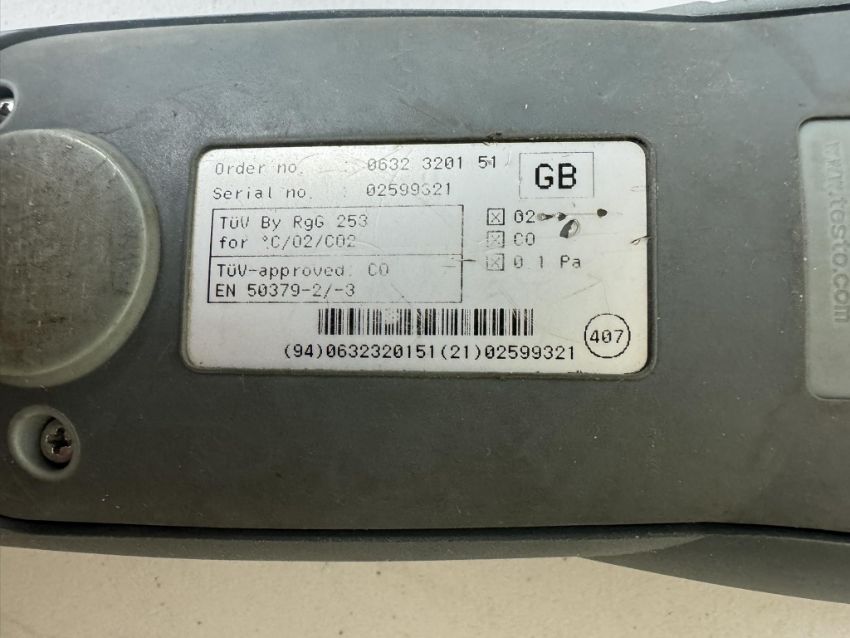 Order no. : 0632 3201 51
Serial no. : 02599321
GB
TüV By RgG 253
for °C/O2/CO2
TüV-approved: CO
EN 50379-2/-3
☒ O2
☒ CO
☒ 0.1 Pa
(94)0632320151(21)02599321
407
www.testo.com